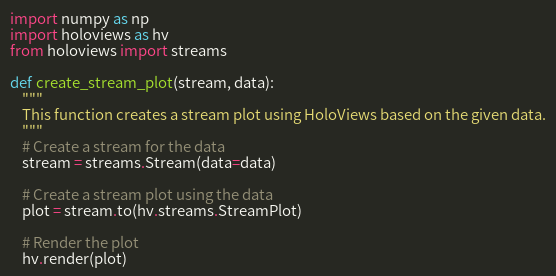 import numpy as np
import holoviews as hv
from holoviews import streams

def create_stream_plot(stream, data):
    """
    This function creates a stream plot using HoloViews based on the given data.
    """
    # Create a stream for the data
    stream = streams.Stream(data=data)

    # Create a stream plot using the data
    plot = stream.to(hv.streams.StreamPlot)

    # Render the plot
    hv.render(plot)